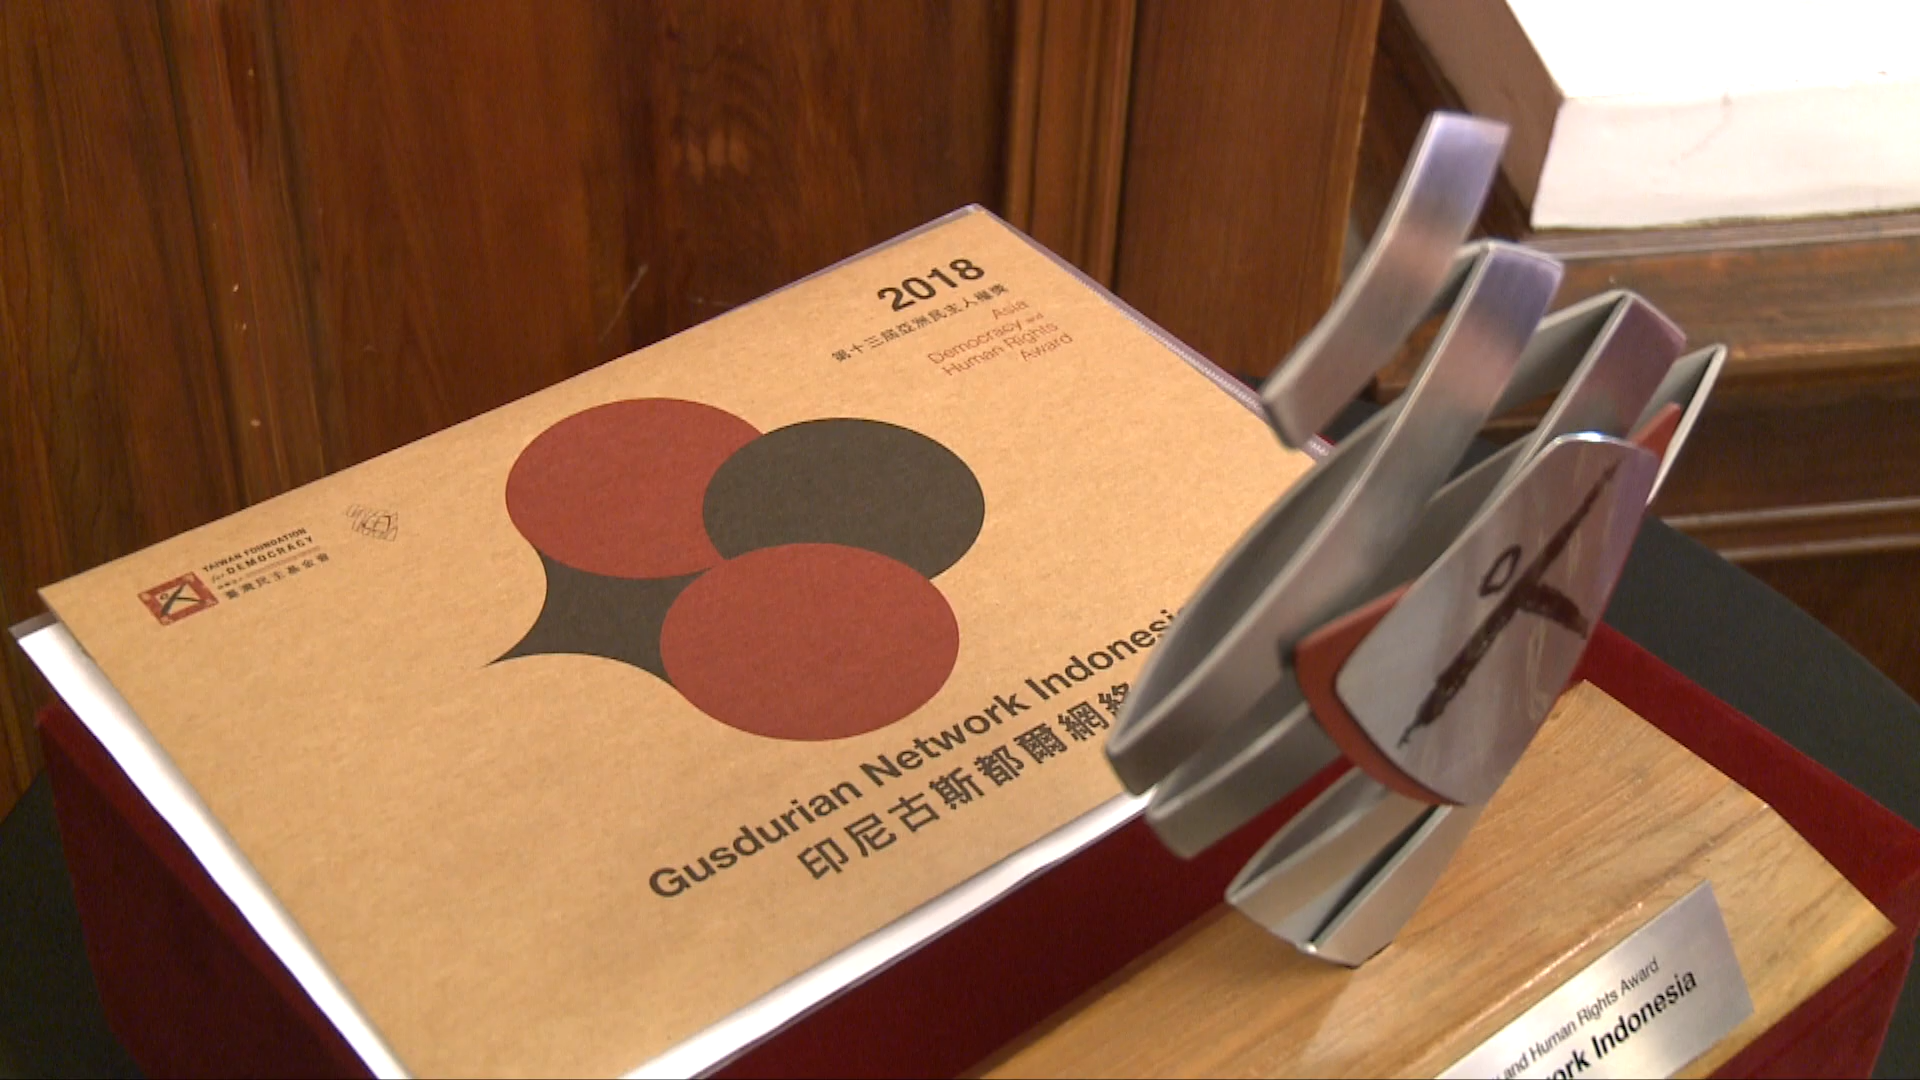 2018
第十三屆亞洲民主人權獎
Asia
Democracy and
Human Rights
Award
TAIWAN FOUNDATION
for DEMOCRACY
臺灣民主基金會
Gusdurian Network Indonesia
印尼古斯都爾網絡
and Human Rights Award
ork Indonesia